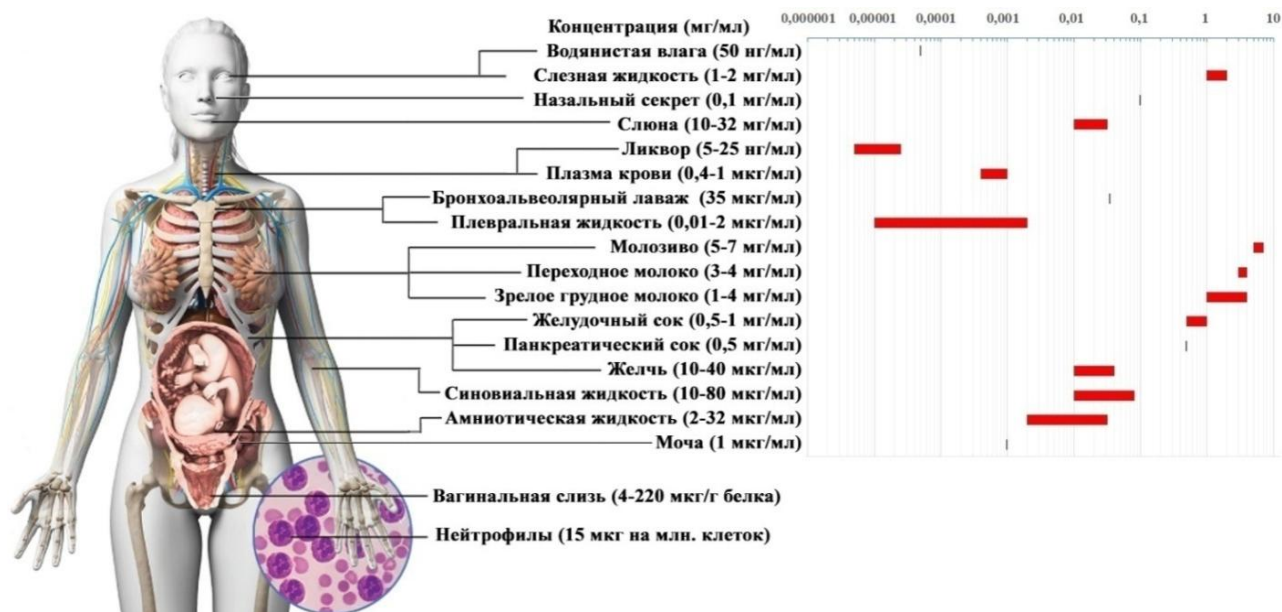 0,000001 0,00001 0,0001 0,001 0,01 0,1 1 10
Концентрация (мг/мл)
Водянистая влага (50 нг/мл)
Слезная жидкость (1-2 мг/мл)
Назальный секрет (0,1 мг/мл)
Слюна (10-32 мг/мл)
Ликвор (5-25 нг/мл)
Плазма крови (0,4-1 мкг/мл)
Бронхоальвеолярный лаваж (35 мкг/мл)
Плевральная жидкость (0,01-2 мкг/мл)
Молозиво (5-7 мг/мл)
Переходное молоко (3-4 мг/мл)
Зрелое грудное молоко (1-4 мг/мл)
Желудочный сок (0,5-1 мг/мл)
Панкреатический сок (0,5 мг/мл)
Желчь (10-40 мкг/мл)
Синовиальная жидкость (10-80 мкг/мл)
Амниотическая жидкость (2-32 мкг/мл)
Моча (1 мкг/мл)
Вагинальная слизь (4-220 мкг/г белка)
Нейтрофилы (15 мкг на млн. клеток)